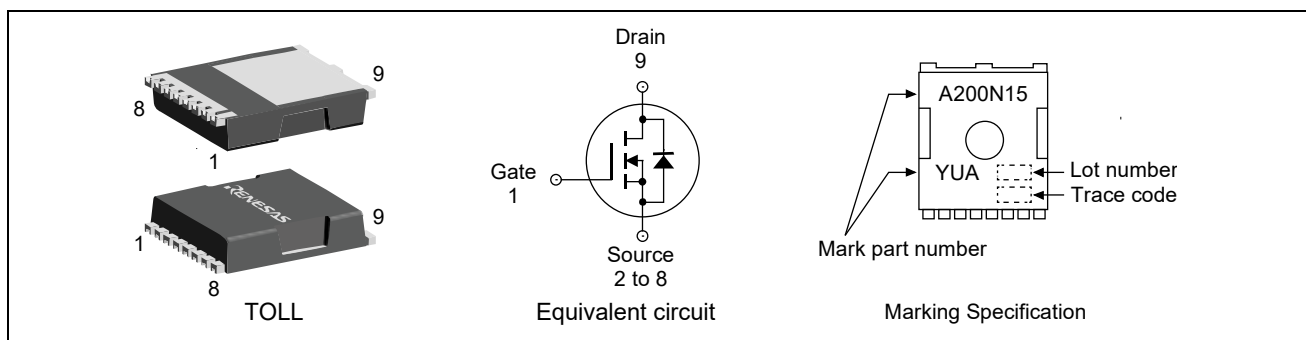 9
8
1
RENESAS
9
1
8
TOLL
Drain
9
Gate
1
Source
2 to 8
Equivalent circuit
A200N15
YUA
Lot number
Trace code
Mark part number
Marking Specification